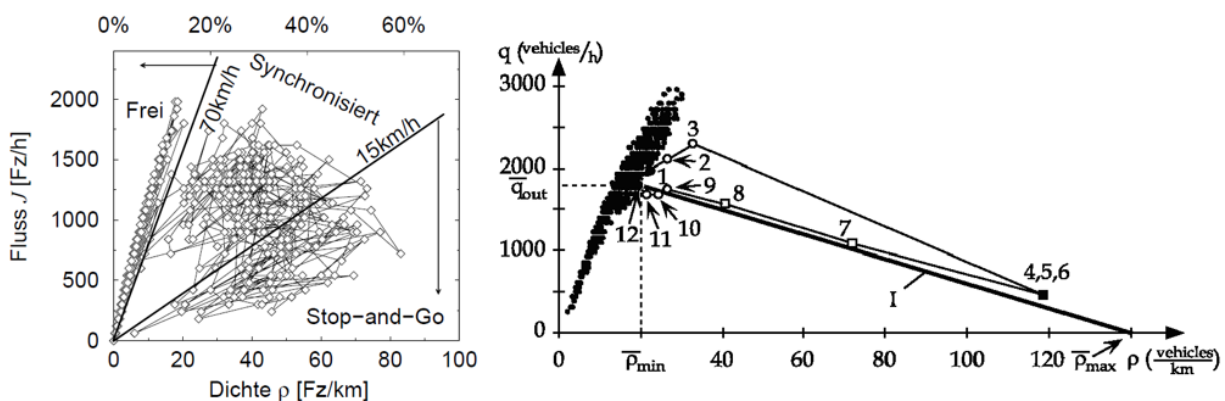 0% 20% 40% 60%
Fluss J [Fz/h]
2000
1500
1000
500
0
Frei
70km/h
Synchronisiert
15km/h
Stop−and−Go
0 20 40 60 80 100
Dichte ρ [Fz/km]
q (vehicles/h)
3000
2000
q̅out
1000
0
3
1 2
9 8
12 11 10
7
4,5,6
I
0 ρ̅min 40 60 80 100 120 ρ̅max ρ (vehicles/km)